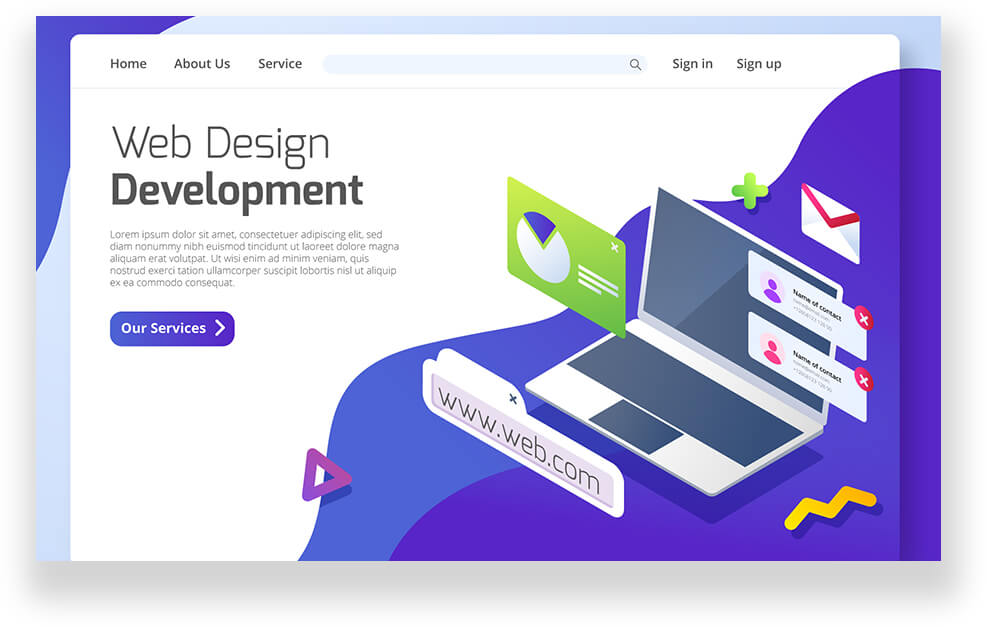 Home About Us Service Sign in Sign up
Web Design
Development
Lorem ipsum dolor sit amet, consectetuer adipiscing elit, sed
diam nonummy nibh euismod tincidunt ut laoreet dolore magna
aliquam erat volutpat. Ut wisi enim ad minim veniam, quis
nostrud exerci tation ullamcorper suscipit lobortis nisl ut aliquip
ex ea commodo consequat.
Our Services
Name of contact
Name of contact
www.web.com